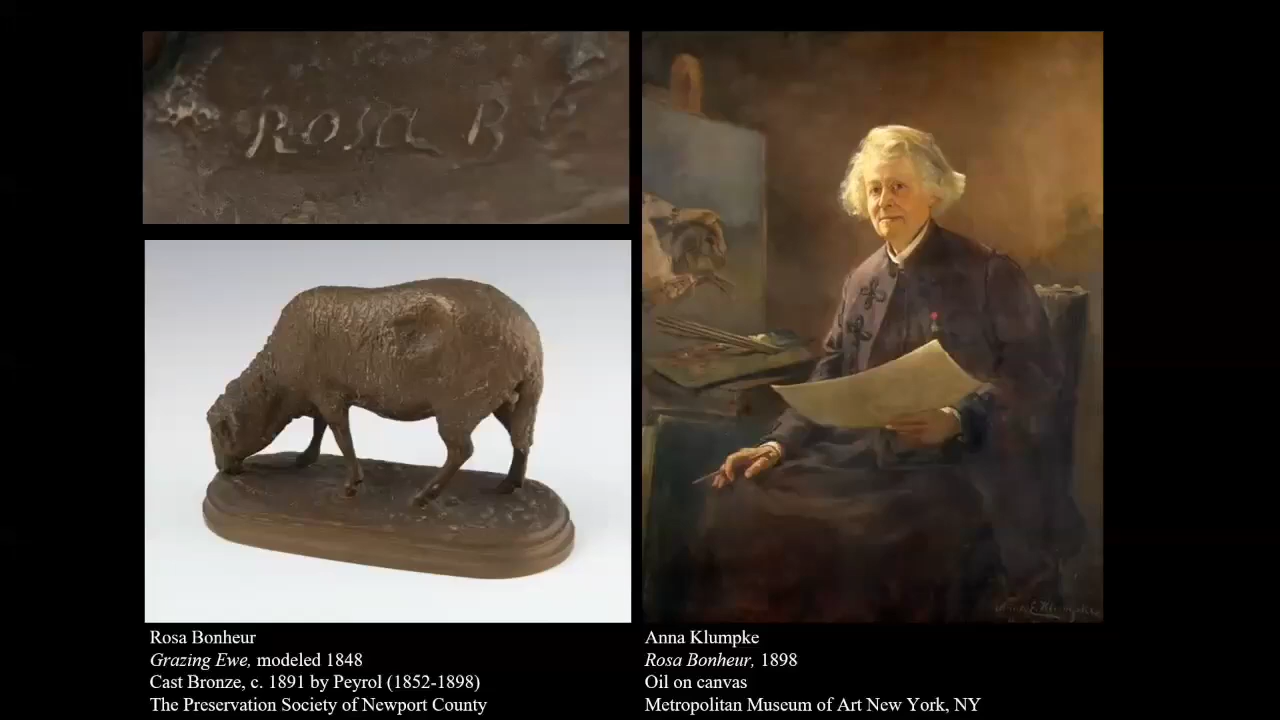 Rosa B
Rosa Bonheur
Grazing Ewe, modeled 1848
Cast Bronze, c. 1891 by Peyrol (1852-1898)
The Preservation Society of Newport County
Anna Klumpke
Rosa Bonheur, 1898
Oil on canvas
Metropolitan Museum of Art New York, NY